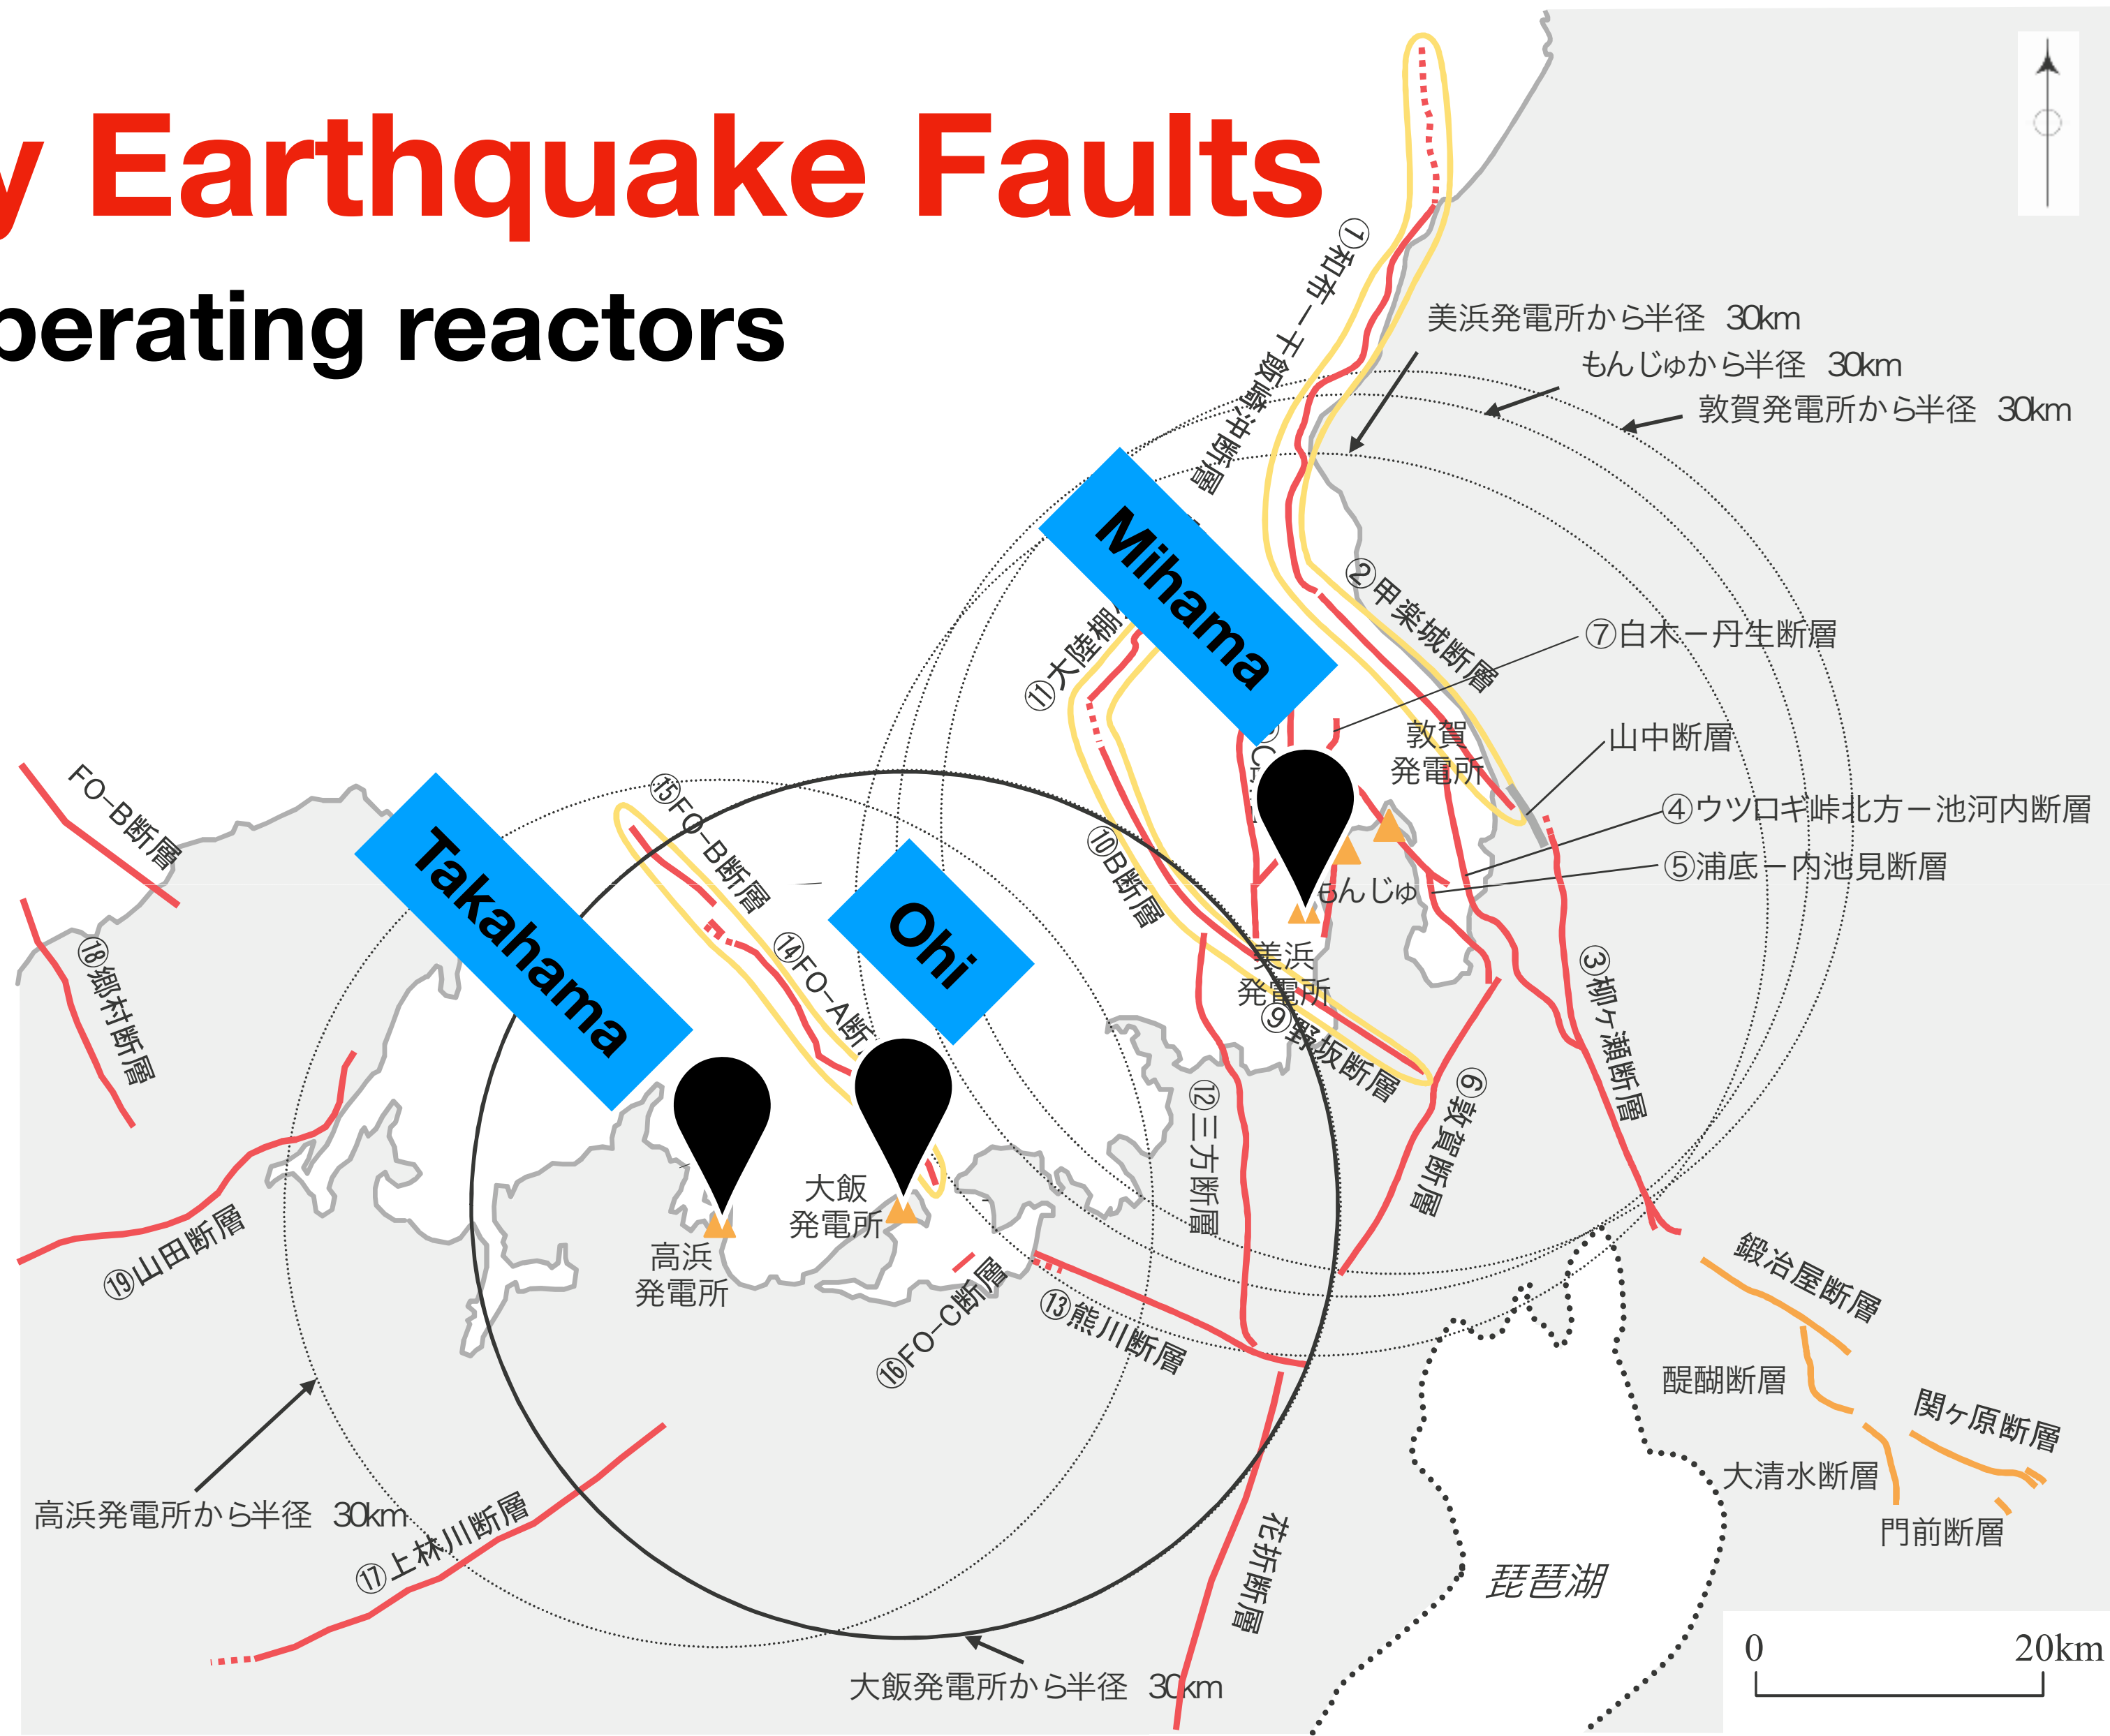 y Earthquake Faults
perating reactors
①和布－干飯崎沖断層
美浜発電所から半径 30km
もんじゅから半径 30km
敦賀発電所から半径 30km
Mihama
②甲楽城断層
⑦白木－丹生断層
⑪大陸棚
敦賀
発電所
山中断層
④ウツロギ峠北方－池河内断層
⑤浦底－内池見断層
FO-B断層
⑮FO-B断層
Takahama
Ohi
⑩B断層
もんじゅ
⑭FO-A断
美浜
発電所
⑨野坂断層
③柳ヶ瀬断層
⑱郷村断層
⑫三方断層
⑥敦賀断層
大飯
発電所
高浜
発電所
⑲山田断層
⑯FO-C断層
⑬熊川断層
鍛冶屋断層
醍醐断層
関ヶ原断層
大清水断層
門前断層
高浜発電所から半径 30km
⑰上林川断層
花折断層
琵琶湖
大飯発電所から半径 30km
0 20km